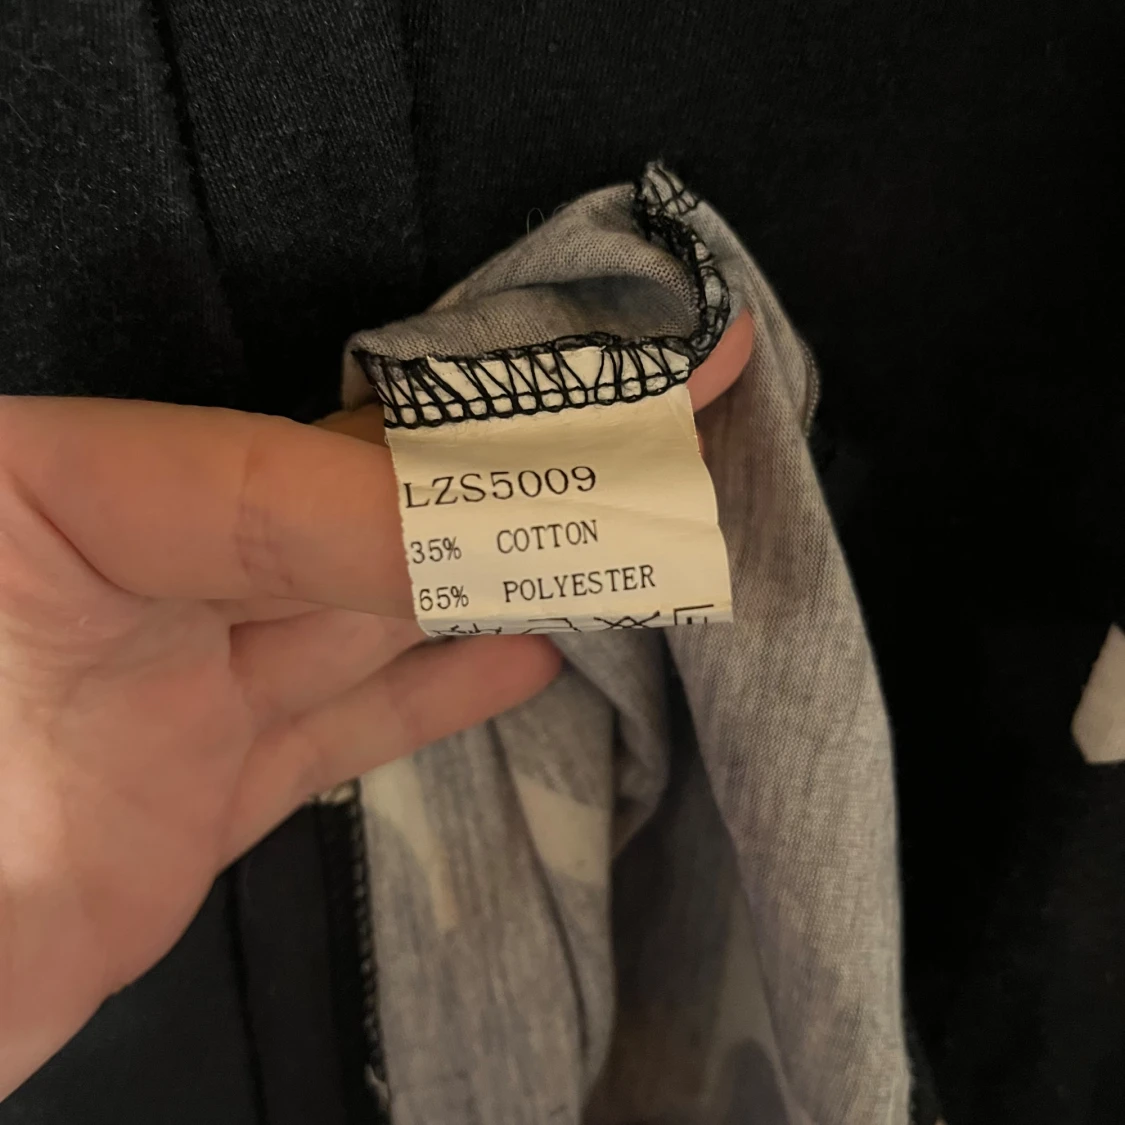 LZS5009
35% COTTON
65% POLYESTER